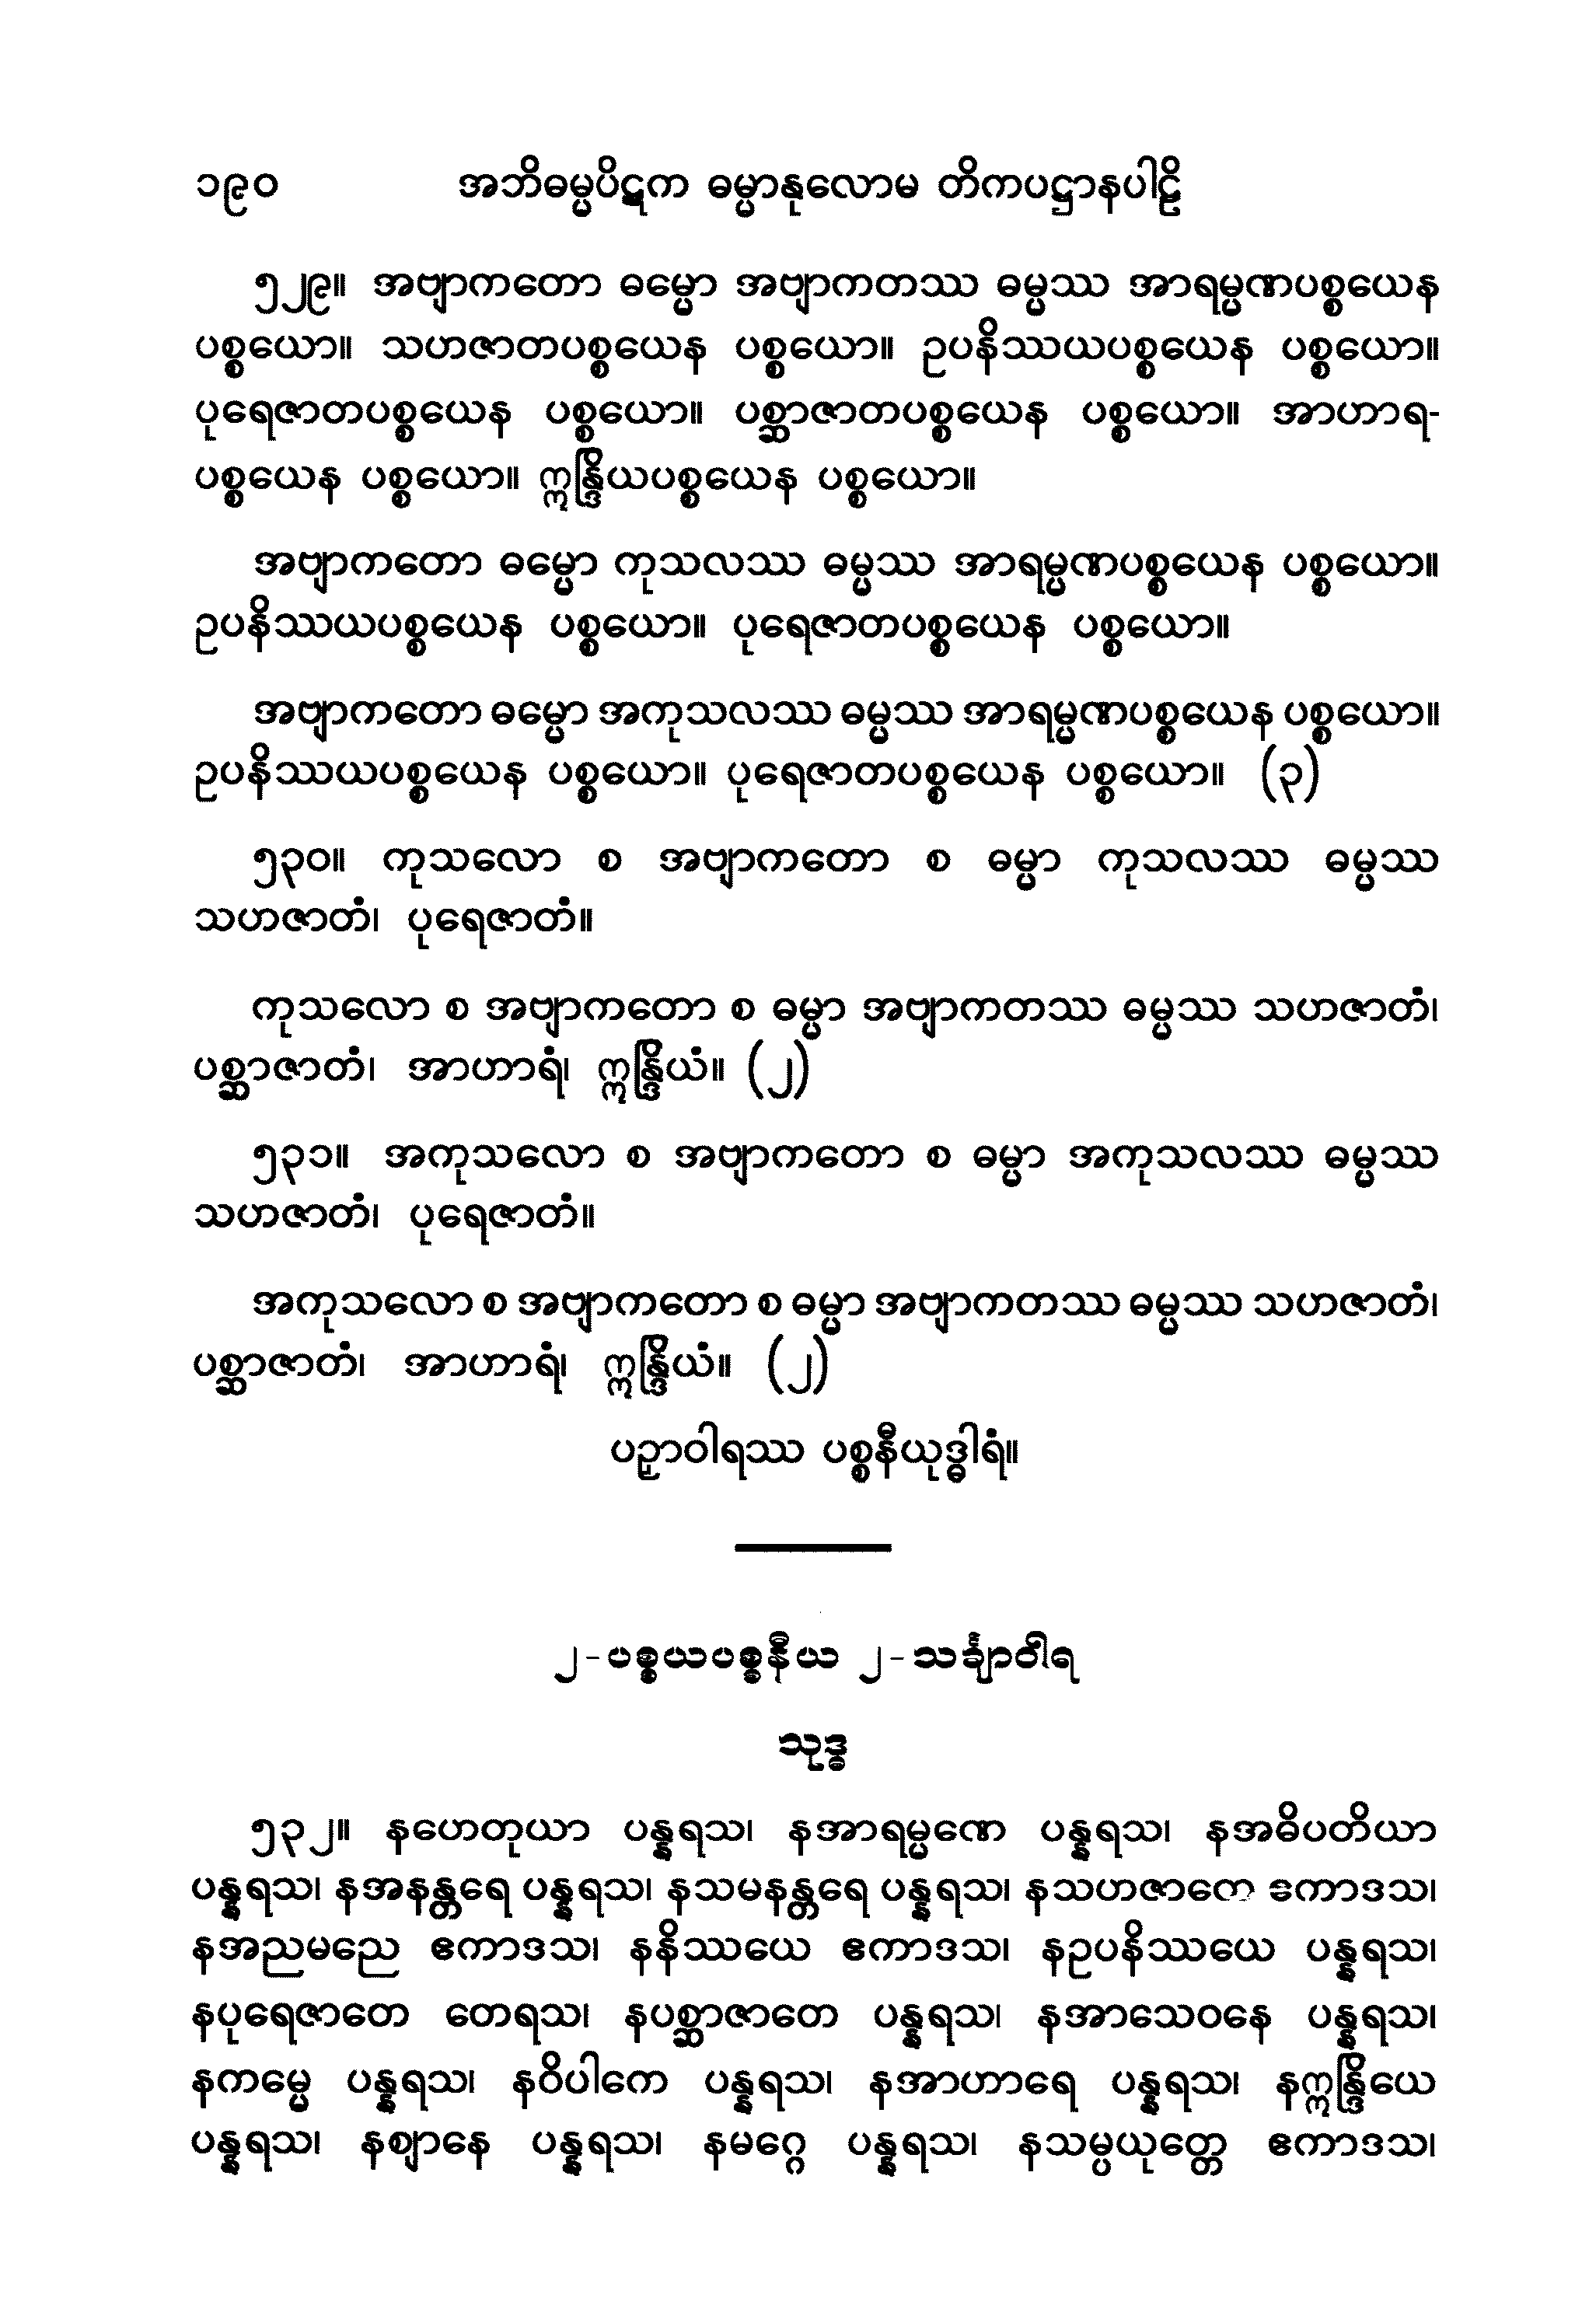 ၁၉၀ အဘိဓမ္မပိဋက ဓမ္မာနုလောမ တိကပဋ္ဌာနပါဠိ
၅၂၉။ အဗျာကတော ဓမ္မော အဗျာကတဿ ဓမ္မဿ အာရမ္မဏပစ္စယေန
ပစ္စယော။ သဟဇာတပစ္စယေန ပစ္စယော။ ဥပနိဿယပစ္စယေန ပစ္စယော။
ပုရေဇာတပစ္စယေန ပစ္စယော။ ပစ္ဆာဇာတပစ္စယေန ပစ္စယော။ အာဟာရ-
ပစ္စယေန ပစ္စယော။ ဣန္ဒြိယပစ္စယေန ပစ္စယော။
အဗျာကတော ဓမ္မော ကုသလဿ ဓမ္မဿ အာရမ္မဏပစ္စယေန ပစ္စယော။
ဥပနိဿယပစ္စယေန ပစ္စယော။ ပုရေဇာတပစ္စယေန ပစ္စယော။
အဗျာကတော ဓမ္မော အကုသလဿ ဓမ္မဿ အာရမ္မဏပစ္စယေန ပစ္စယော။
ဥပနိဿယပစ္စယေန ပစ္စယော။ ပုရေဇာတပစ္စယေန ပစ္စယော။ (၃)
၅၃၀။ ကုသလော စ အဗျာကတော စ ဓမ္မာ ကုသလဿ ဓမ္မဿ
သဟဇာတံ၊ ပုရေဇာတံ။
ကုသလော စ အဗျာကတော စ ဓမ္မာ အဗျာကတဿ ဓမ္မဿ သဟဇာတံ၊
ပစ္ဆာဇာတံ၊ အာဟာရံ၊ ဣန္ဒြိယံ။ (၂)
၅၃၁။ အကုသလော စ အဗျာကတော စ ဓမ္မာ အကုသလဿ ဓမ္မဿ
သဟဇာတံ၊ ပုရေဇာတံ။
အကုသလော စ အဗျာကတော စ ဓမ္မာ အဗျာကတဿ ဓမ္မဿ သဟဇာတံ၊
ပစ္ဆာဇာတံ၊ အာဟာရံ၊ ဣန္ဒြိယံ။ (၂)
ပဉှာဝါရဿ ပစ္စနီယုဒ္ဓါရံ။
၂-ပစ္စယပစ္စနီယ ၂-သင်္ချာဝါရ
သုဒ္ဓ
၅၃၂။ နဟေတုယာ ပန္နရသ၊ နအာရမ္မဏေ ပန္နရသ၊ နအဓိပတိယာ
ပန္နရသ၊ နအနန္တရေ ပန္နရသ၊ နသမနန္တရေ ပန္နရသ၊ နသဟဇာတေ ဧကာဒသ၊
နအညမညေ ဧကာဒသ၊ နနိဿယေ ဧကာဒသ၊ နဥပနိဿယေ ပန္နရသ၊
နပုရေဇာတေ တေရသ၊ နပစ္ဆာဇာတေ ပန္နရသ၊ နအာသေဝနေ ပန္နရသ၊
နကမ္မေ ပန္နရသ၊ နဝိပါကေ ပန္နရသ၊ နအာဟာရေ ပန္နရသ၊ နဣန္ဒြိယေ
ပန္နရသ၊ နဈာနေ ပန္နရသ၊ နမဂ္ဂေ ပန္နရသ၊ နသမ္ပယုတ္တေ ဧကာဒသ၊